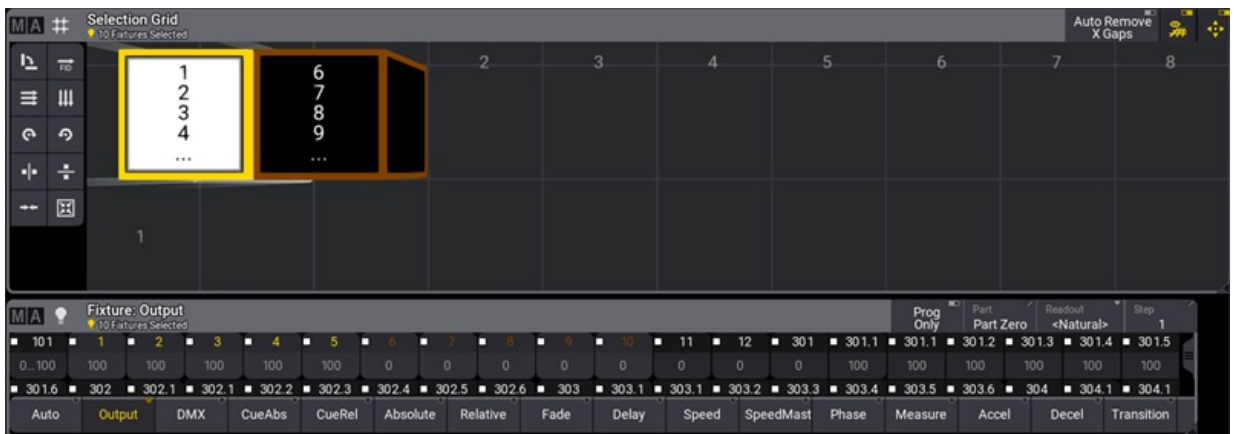 MA Selection Grid
10 Fixtures Selected
Auto Remove
X Gaps
FID
1 6
2 7
3 8
4 9
... ...
2 3 4 5 6 7 8
1
MA Fixture: Output
10 Fixtures Selected
Prog
Only
Part
Part Zero
Readout
<Natural>
Step
1
101 1 2 3 4 5 6 7 8 9 10 11 12 301 301.1 301.1 301.2 301.3 301.4 301.5
0..100 100 100 100 100 100 0 0 0 0 0 0 0 0 100 100 100 100 100 100
301.6 302 302.1 302.1 302.2 302.3 302.4 302.5 302.6 303 303.1 303.1 303.2 303.3 303.4 303.5 303.6 304 304.1 304.1
Auto Output DMX CueAbs CueRel Absolute Relative Fade Delay Speed SpeedMast Phase Measure Accel Decel Transition